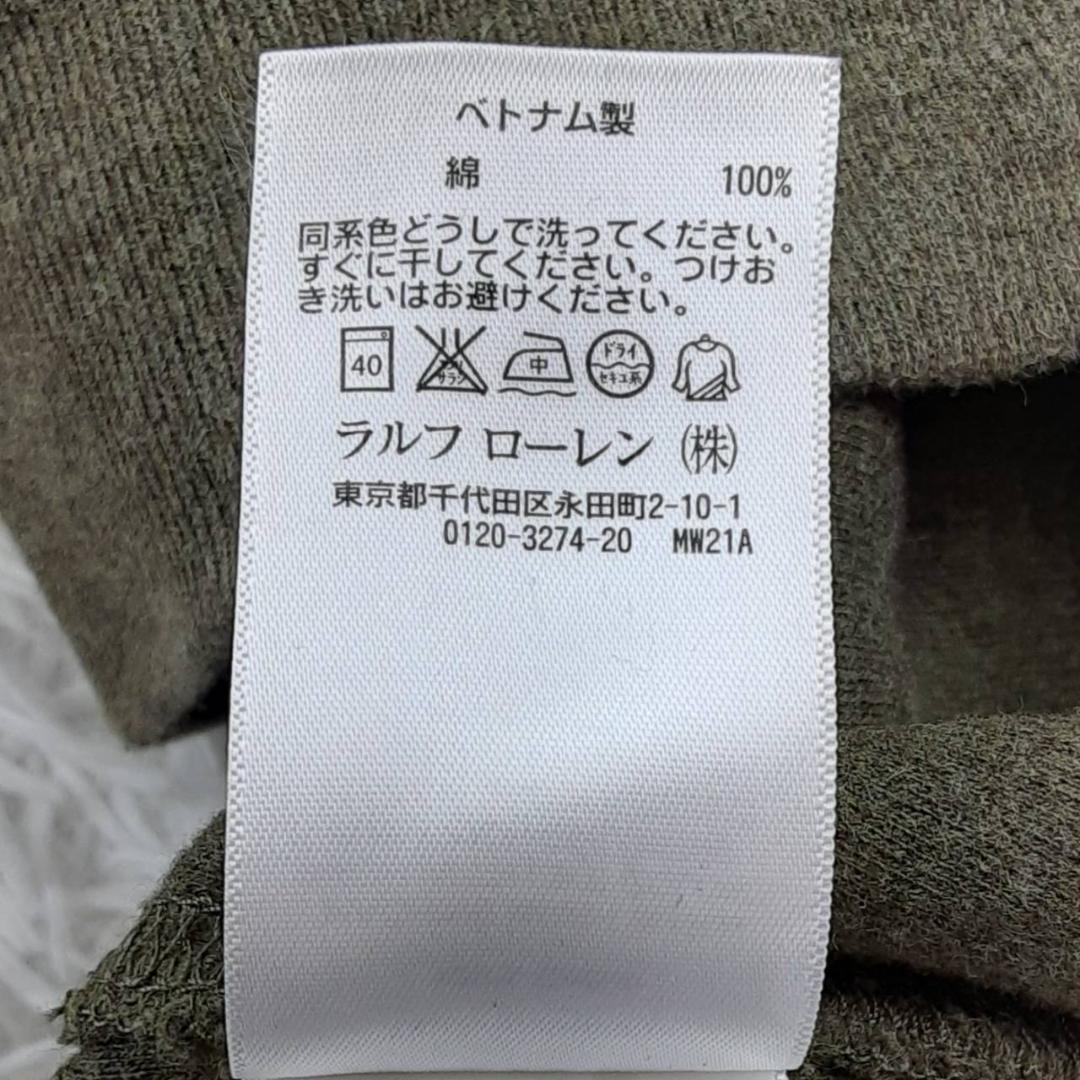 ベトナム製
綿 100%
同系色どうしで洗ってください。
すぐに干してください。つけお
き洗いはお避けください。
40 サラシ 中 ドライ セキユ系
ラルフ ローレン (株)
東京都千代田区永田町2-10-1
0120-3274-20 MW21A